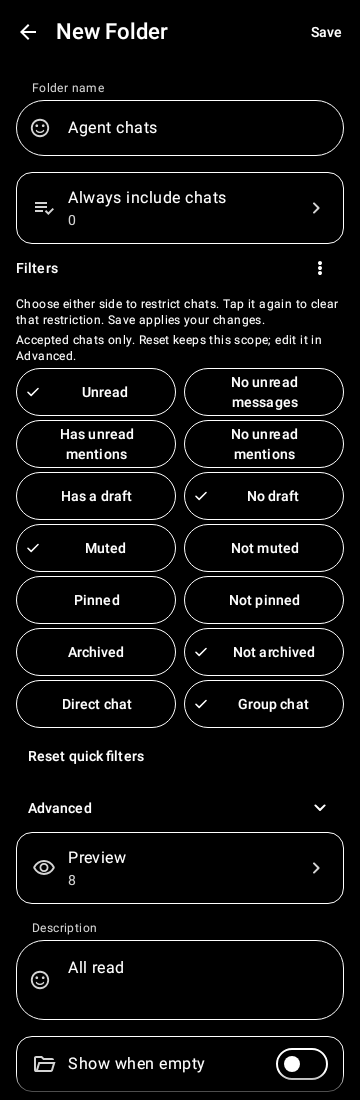 New Folder
Save
Folder name
Agent chats
Always include chats
0
Filters
Choose either side to restrict chats. Tap it again to clear
that restriction. Save applies your changes.
Accepted chats only. Reset keeps this scope; edit it in
Advanced.
Unread
No unread
messages
Has unread
mentions
No unread
mentions
Has a draft
No draft
Muted
Not muted
Pinned
Not pinned
Archived
Not archived
Direct chat
Group chat
Reset quick filters
Advanced
Preview
8
Description
All read
Show when empty